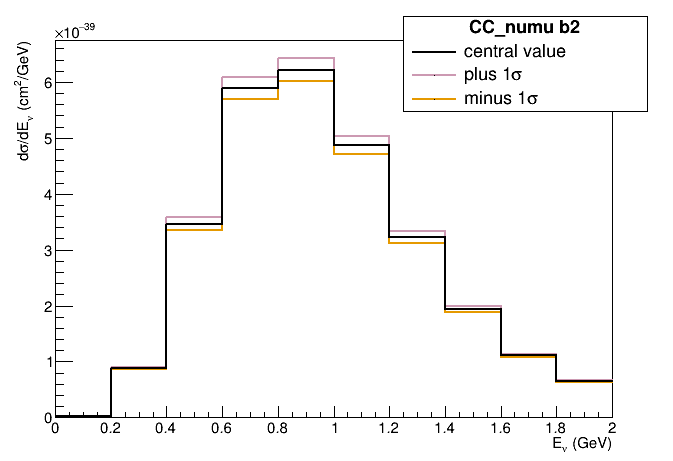 ×10⁻³⁹
CC_numu b2
central value
plus 1σ
minus 1σ
dσ/dEᵥ (cm²/GeV)
6
5
4
3
2
1
0
0 0.2 0.4 0.6 0.8 1 1.2 1.4 1.6 1.8 2
Eᵥ (GeV)